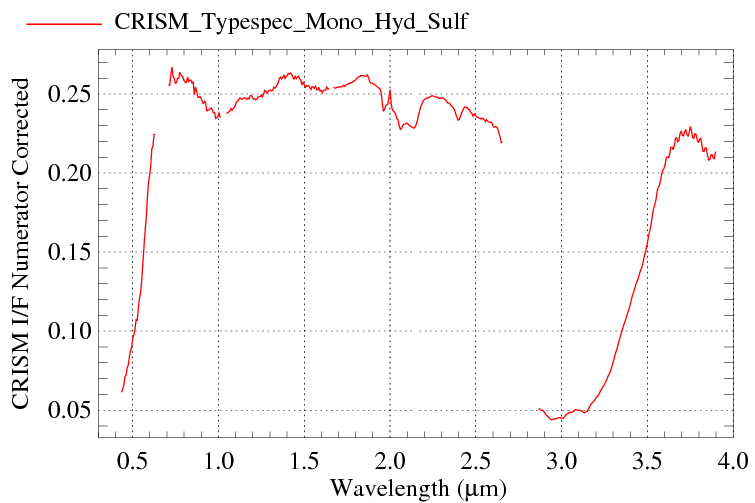 CRISM_Typespec_Mono_Hyd_Sulf
CRISM I/F Numerator Corrected
0.25
0.20
0.15
0.10
0.05
0.5 1.0 1.5 2.0 2.5 3.0 3.5 4.0
Wavelength (μm)